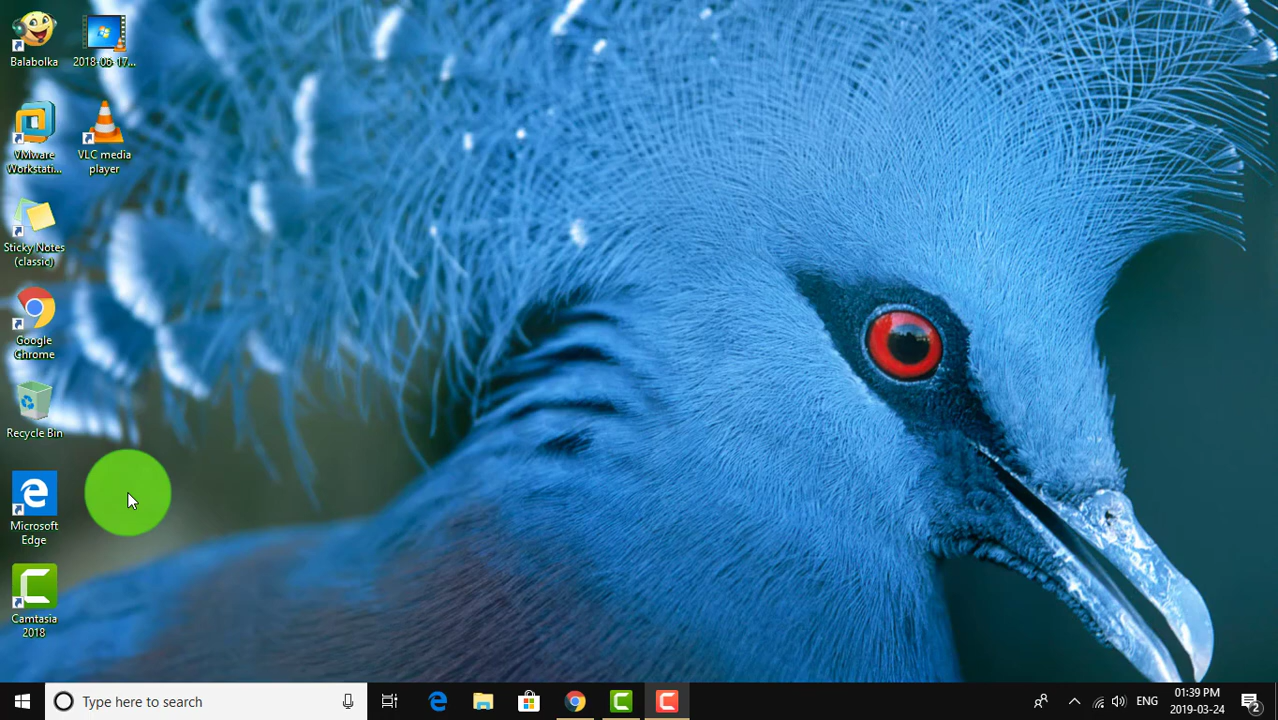 Balabolka
2018-06-17...
VMware
Workstati...
VLC media
player
Sticky Notes
(classic)
Google
Chrome
Recycle Bin
Microsoft
Edge
Camtasia
2018
Type here to search
ENG
01:39 PM
2019-03-24
2